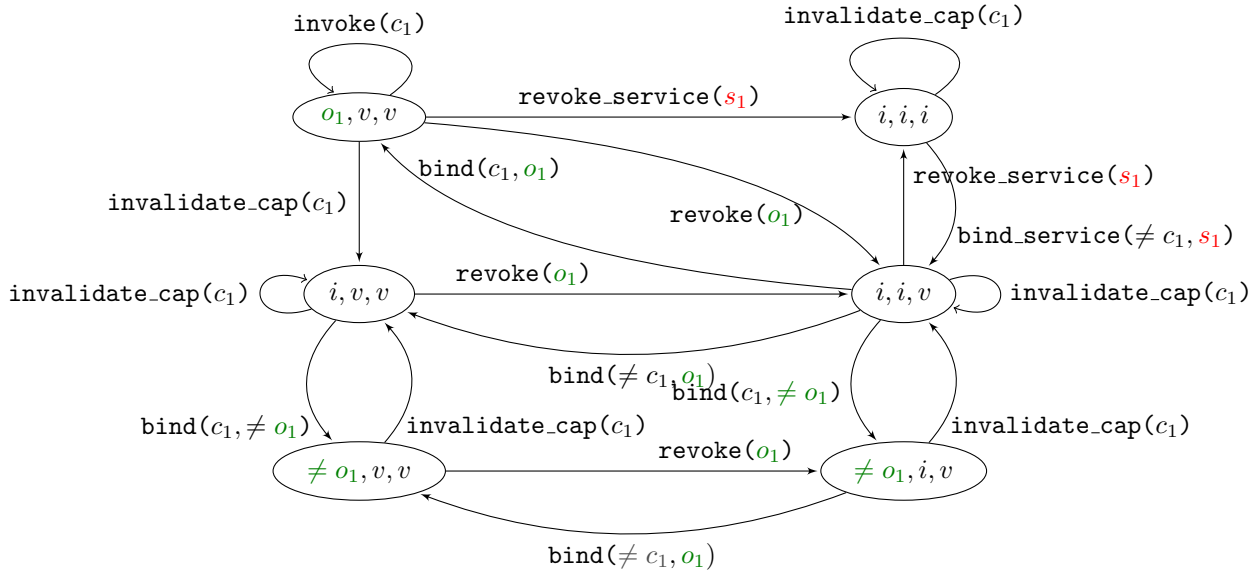 invoke(c₁)
invalidate_cap(c₁)
o₁, v, v
revoke_service(s₁)
i, i, i
bind(c₁, o₁)
revoke_service(s₁)
invalidate_cap(c₁)
revoke(o₁)
bind_service(≠ c₁, s₁)
invalidate_cap(c₁)
i, v, v
revoke(o₁)
i, i, v
invalidate_cap(c₁)
bind(≠ c₁, o₁)
bind(c₁, ≠ o₁)
bind(c₁, ≠ o₁)
invalidate_cap(c₁)
invalidate_cap(c₁)
≠ o₁, v, v
revoke(o₁)
≠ o₁, i, v
bind(≠ c₁, o₁)